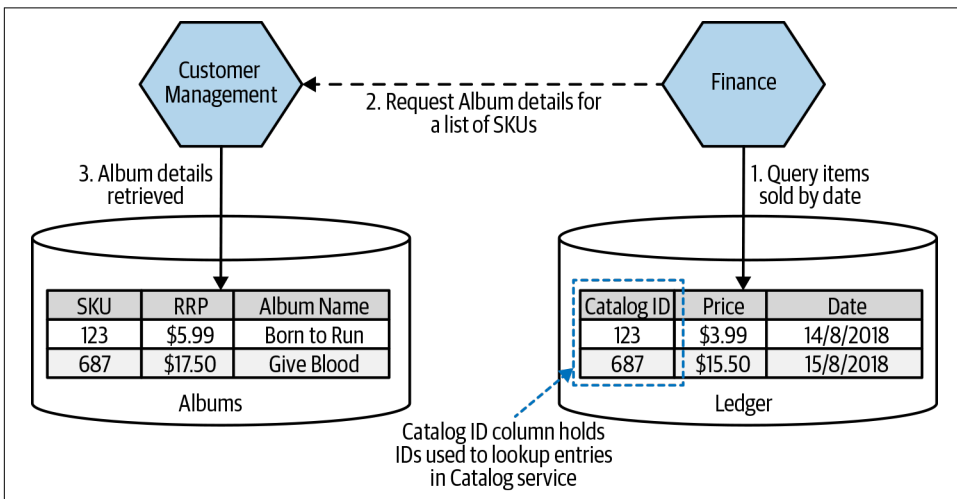 Customer
Management
Finance
2. Request Album details for
a list of SKUs
3. Album details
retrieved
1. Query items
sold by date
SKU RRP Album Name
123 $5.99 Born to Run
687 $17.50 Give Blood
Albums
Catalog ID Price Date
123 $3.99 14/8/2018
687 $15.50 15/8/2018
Ledger
Catalog ID column holds
IDs used to lookup entries
in Catalog service